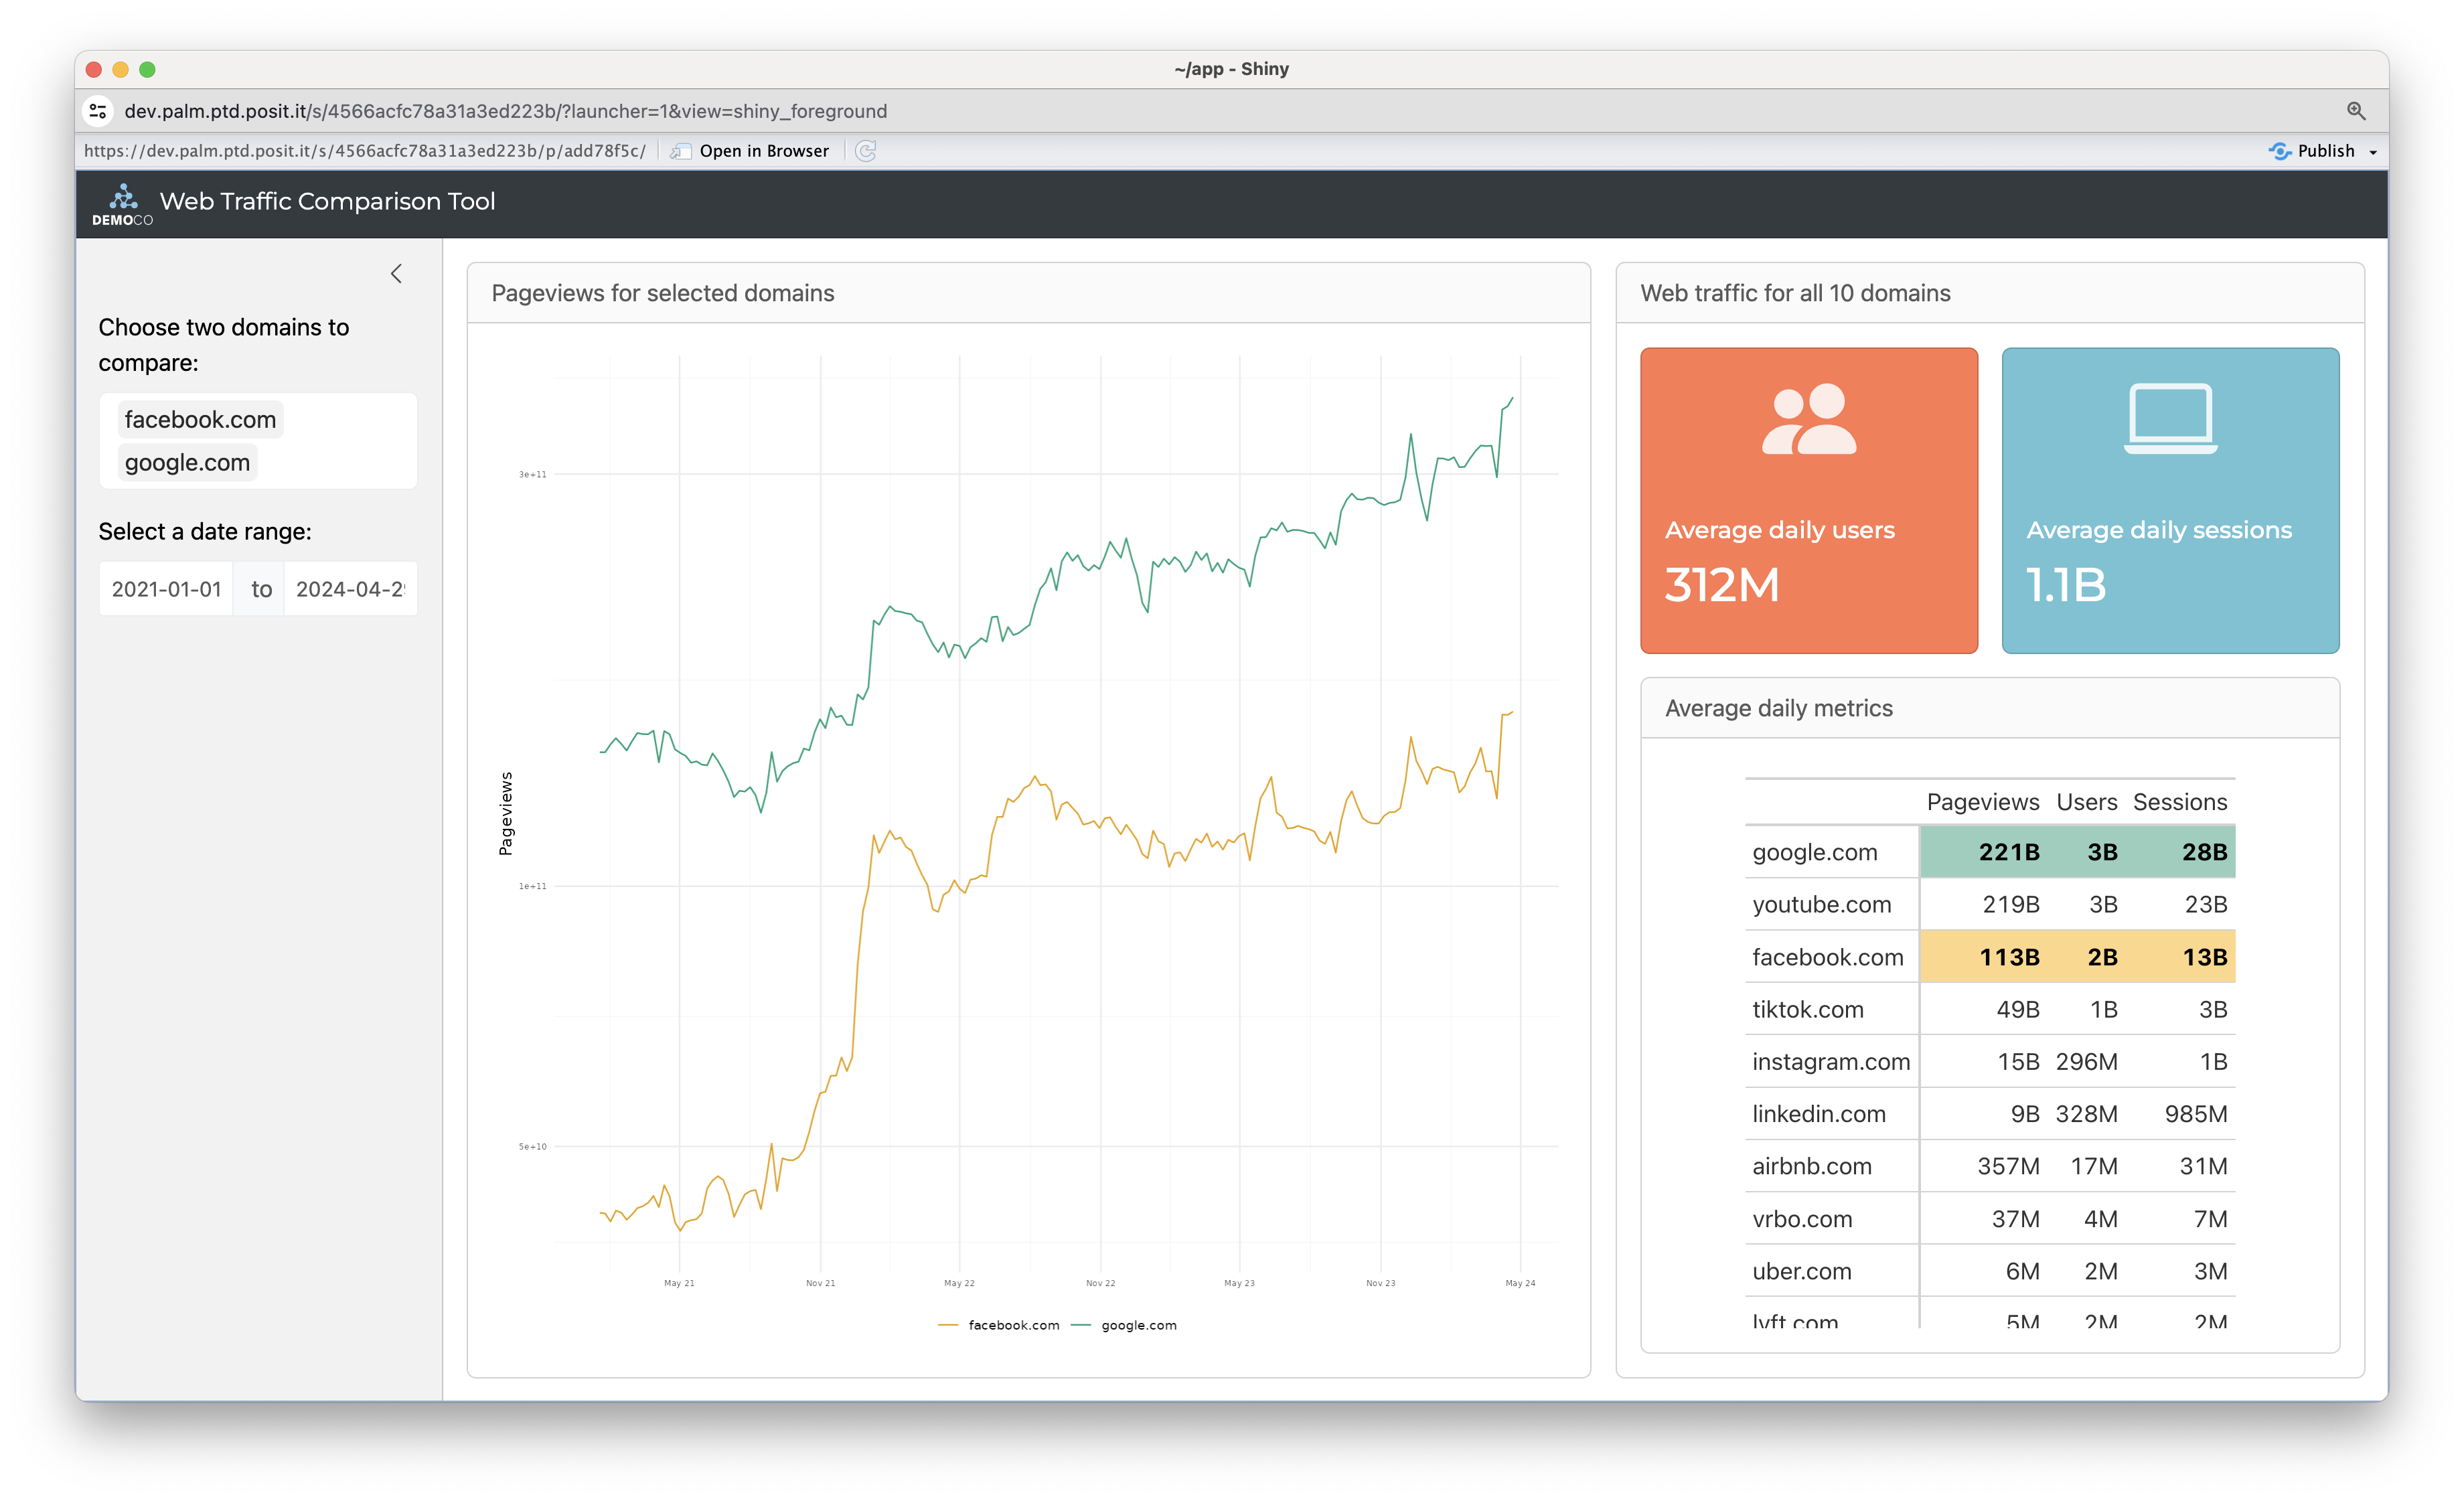 ~/app - Shiny
dev.palm.ptd.posit.it/s/4566acfc78a31a3ed223b/?launcher=1&view=shiny_foreground
https://dev.palm.ptd.posit.it/s/4566acfc78a31a3ed223b/p/add78f5c/ Open in Browser Publish
DEMOCO Web Traffic Comparison Tool
Choose two domains to
compare:
facebook.com
google.com
Select a date range:
2021-01-01 to 2024-04-2
Pageviews for selected domains
3e+11
1e+11
5e+10
Pageviews
May 21 Nov 21 May 22 Nov 22 May 23 Nov 23 May 24
facebook.com google.com
Web traffic for all 10 domains
Average daily users
312M
Average daily sessions
1.1B
Average daily metrics
Pageviews Users Sessions
google.com 221B 3B 28B
youtube.com 219B 3B 23B
facebook.com 113B 2B 13B
tiktok.com 49B 1B 3B
instagram.com 15B 296M 1B
linkedin.com 9B 328M 985M
airbnb.com 357M 17M 31M
vrbo.com 37M 4M 7M
uber.com 6M 2M 3M
lyft.com 5M 2M 2M